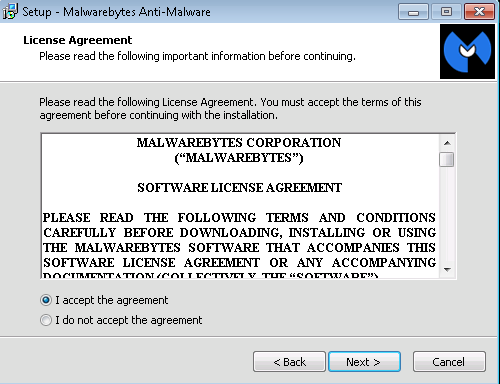 Setup - Malwarebytes Anti-Malware
License Agreement
Please read the following important information before continuing.
Please read the following License Agreement. You must accept the terms of this
agreement before continuing with the installation.
MALWAREBYTES CORPORATION
(“MALWAREBYTES”)
SOFTWARE LICENSE AGREEMENT
PLEASE READ THE FOLLOWING TERMS AND CONDITIONS
CAREFULLY BEFORE DOWNLOADING, INSTALLING OR USING
THE MALWAREBYTES SOFTWARE THAT ACCOMPANIES THIS
SOFTWARE LICENSE AGREEMENT OR ANY ACCOMPANYING
DOCUMENTATION (COLLECTIVELY, THE “SOFTWARE”)
I accept the agreement
I do not accept the agreement
< Back
Next >
Cancel